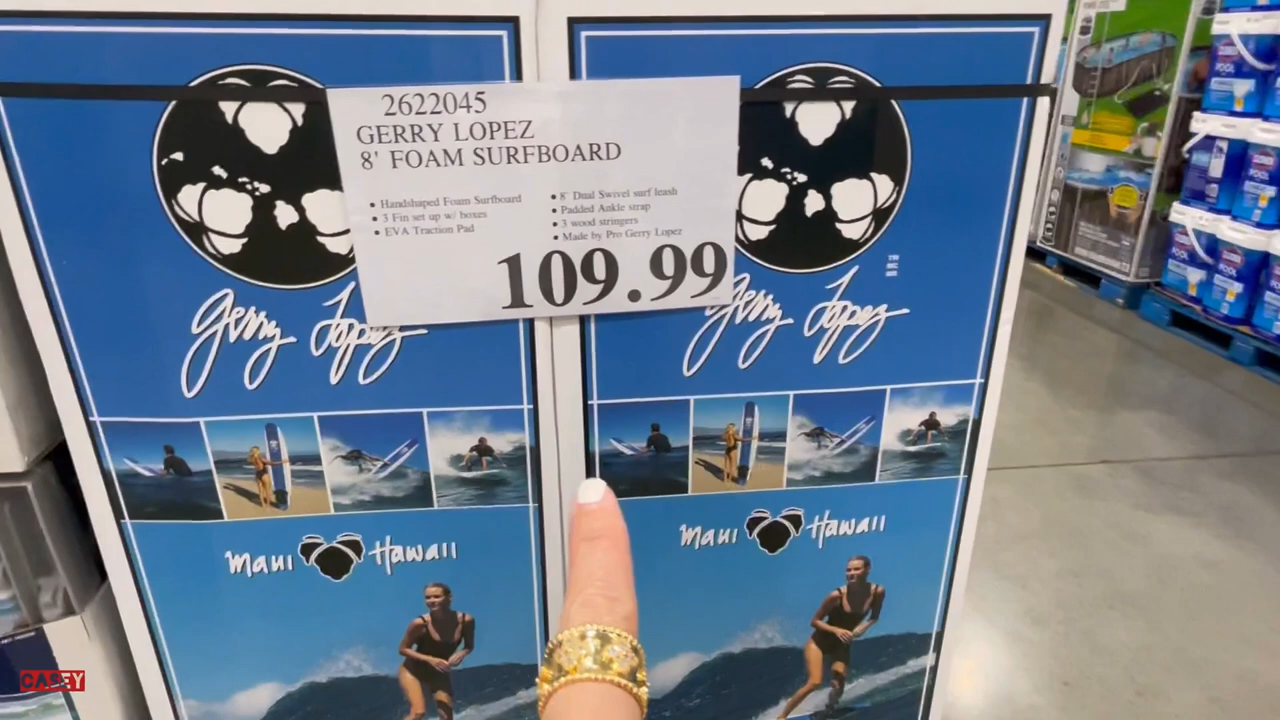 2622045
GERRY LOPEZ
8' FOAM SURFBOARD
• Handshaped Foam Surfboard
• 3 Fin set up w/ boxes
• EVA Traction Pad
• 8' Dual Swivel surf leash
• Padded Ankle strap
• 3 wood stringers
• Made by Pro Gerry Lopez
109.99
Gerry Lopez
Gerry Lopez
Maui Hawaii
Maui Hawaii
POOL
POOL
CASEY